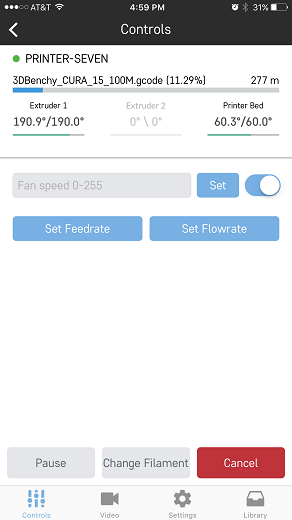 AT&T 4:59 PM 31%
Controls
PRINTER-SEVEN
3DBenchy_CURA_15_100M.gcode (11.29%) 277 m
Extruder 1 Extruder 2 Printer Bed
190.9°/190.0° 0° \ 0° 60.3°/60.0°
Fan speed 0-255 Set
Set Feedrate Set Flowrate
Pause Change Filament Cancel
Controls Video Settings Library